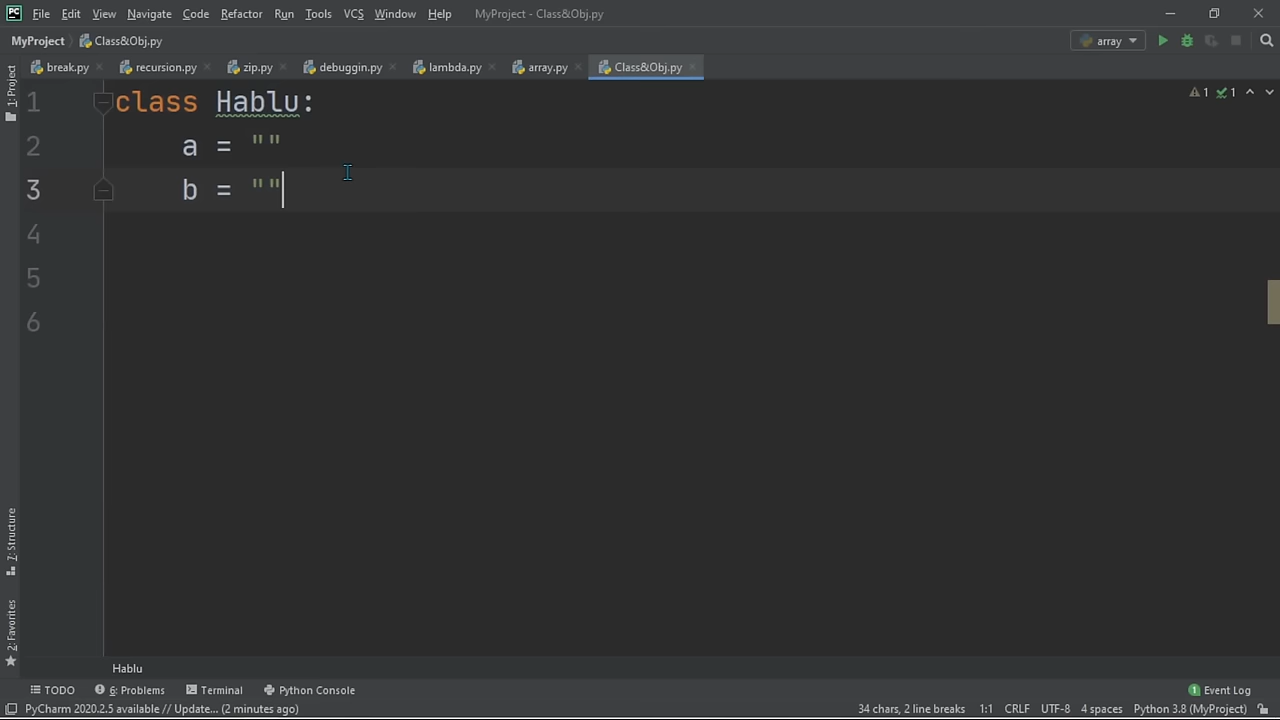 PC File Edit View Navigate Code Refactor Run Tools VCS Window Help MyProject - Class&Obj.py
MyProject Class&Obj.py array
break.py recursion.py zip.py debuggin.py lambda.py array.py Class&Obj.py
1 class Hablu: 1 1
2 a = ""
3 b = ""
4
5
6
1: Project
7: Structure
2: Favorites
Hablu
TODO 6: Problems Terminal Python Console 1 Event Log
PyCharm 2020.2.5 available // Update... (2 minutes ago) 34 chars, 2 line breaks 1:1 CRLF UTF-8 4 spaces Python 3.8 (MyProject)